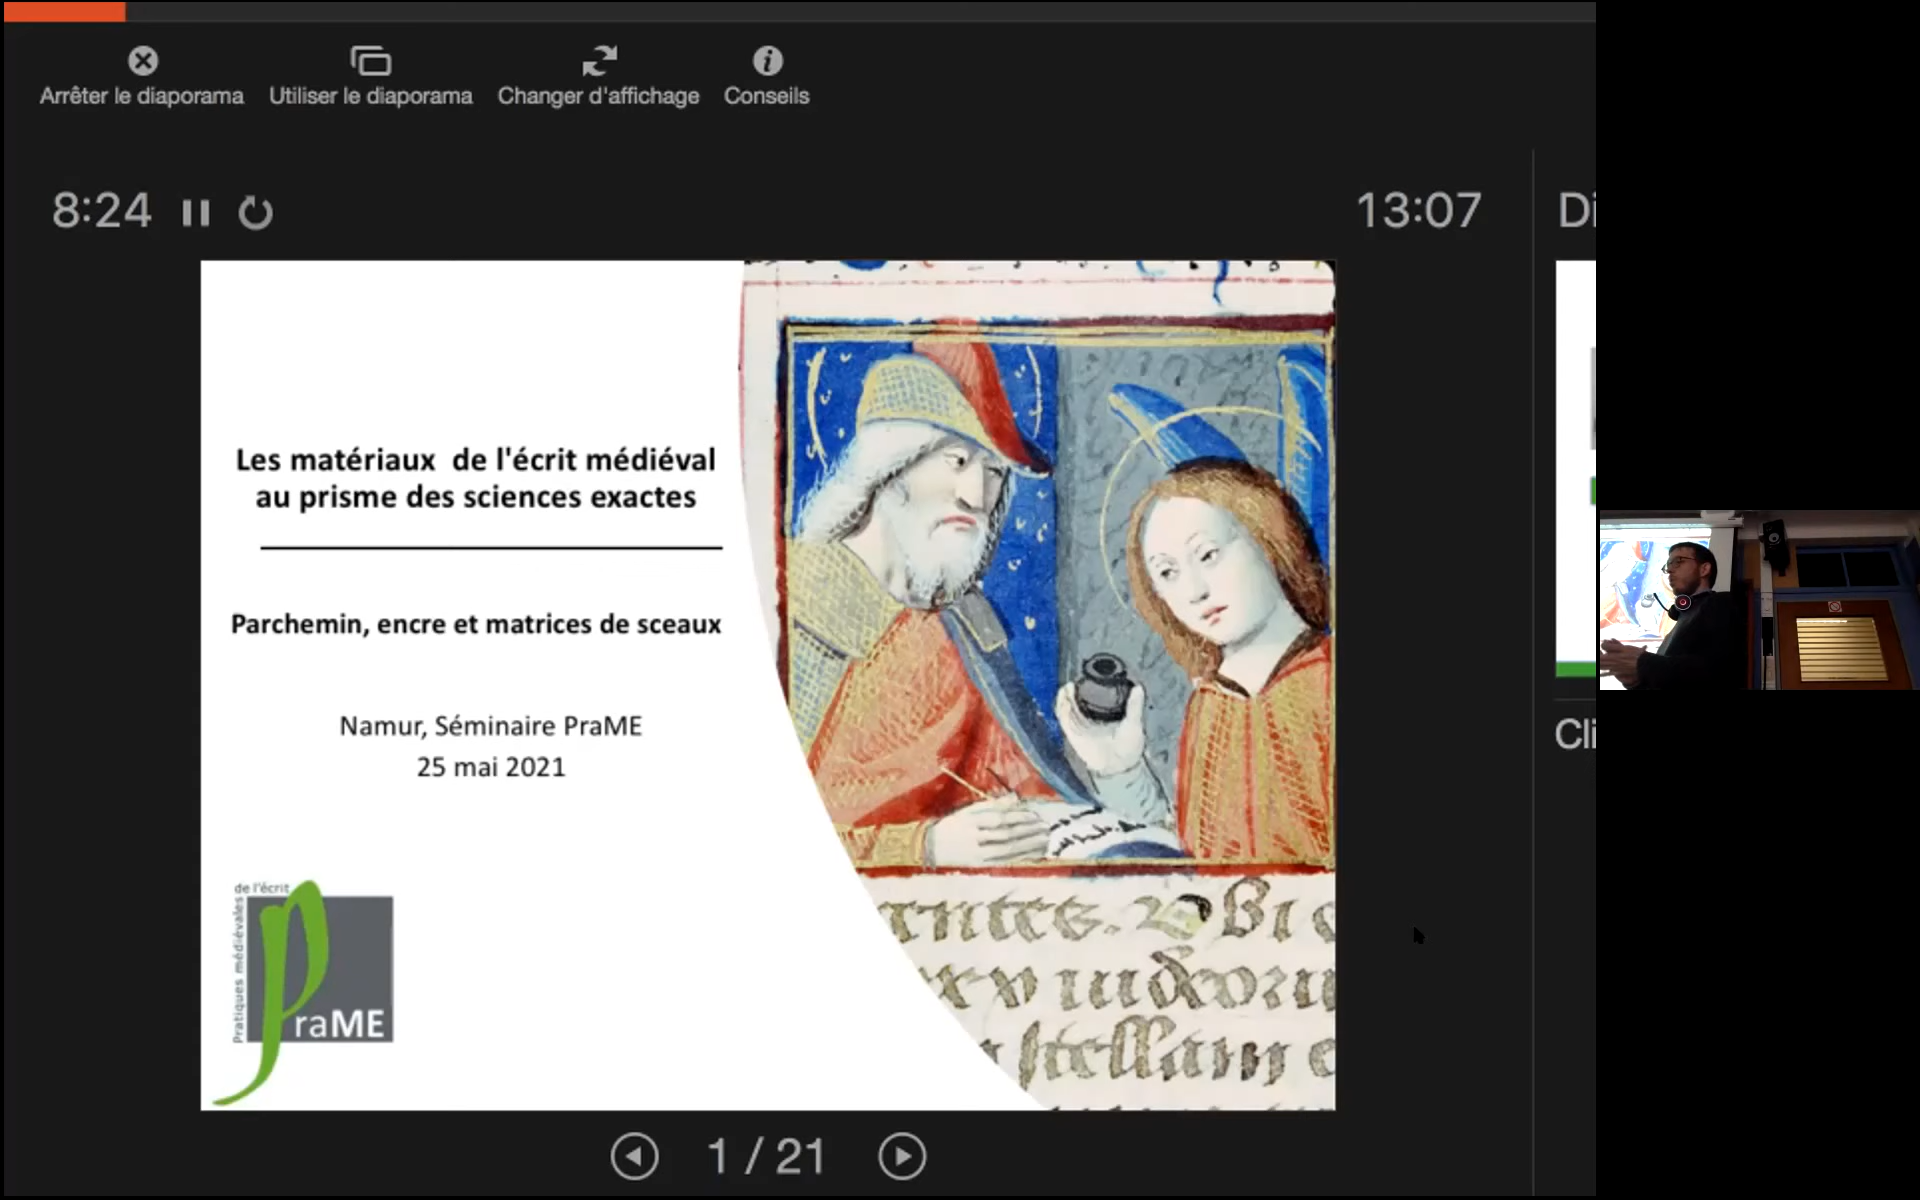 Arrêter le diaporama
Utiliser le diaporama
Changer d'affichage
Conseils
8:24
13:07
Di
Les matériaux de l'écrit médiéval
au prisme des sciences exactes
Parchemin, encre et matrices de sceaux
Namur, Séminaire PraME
25 mai 2021
de l'écrit
Pratiques médiévales
PraME
Cli
1 / 21